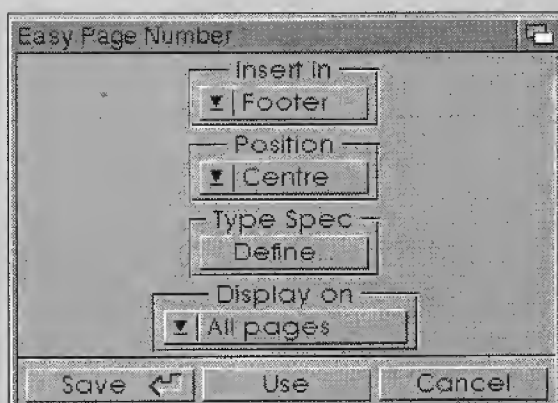 Easy Page Number
Insert in
Footer
Position
Centre
Type Spec
Define...
Display on
All pages
Save Use Cancel